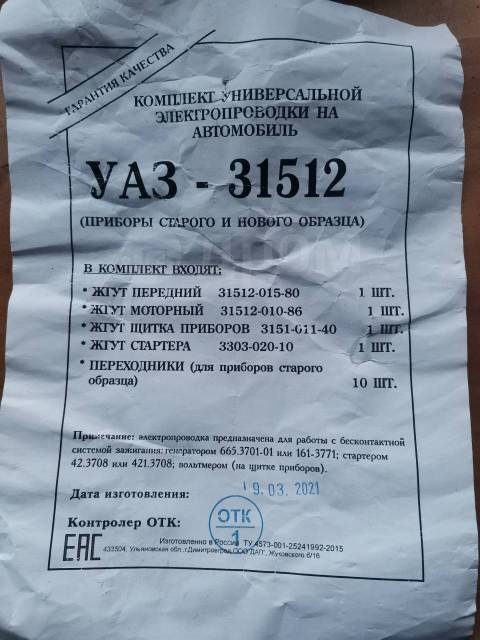 ГАРАНТИЯ КАЧЕСТВА
КОМПЛЕКТ УНИВЕРСАЛЬНОЙ
ЭЛЕКТРОПРОВОДКИ НА
АВТОМОБИЛЬ
УАЗ - 31512
(ПРИБОРЫ СТАРОГО И НОВОГО ОБРАЗЦА)
В КОМПЛЕКТ ВХОДЯТ:
* ЖГУТ ПЕРЕДНИЙ 31512-015-80 1 ШТ.
* ЖГУТ МОТОРНЫЙ 31512-010-86 1 ШТ.
* ЖГУТ ЩИТКА ПРИБОРОВ 3151-011-40 1 ШТ.
* ЖГУТ СТАРТЕРА 3303-020-10 1 ШТ.
* ПЕРЕХОДНИКИ (для приборов старого
образца) 10 ШТ.
Примечание: электропроводка предназначена для работы с бесконтактной
системой зажигания: генератором 665.3701-01 или 161-3771; стартером
42.3708 или 421.3708; вольтмером (на щитке приборов).
Дата изготовления: 19.03.2021
Контролер ОТК: ОТК
1
EAC Изготовлено в России ТУ 4573-001-25241992-2015
433504, Ульяновская обл., г.Димитровград, ООО "ДАП", Жуковского 6/16